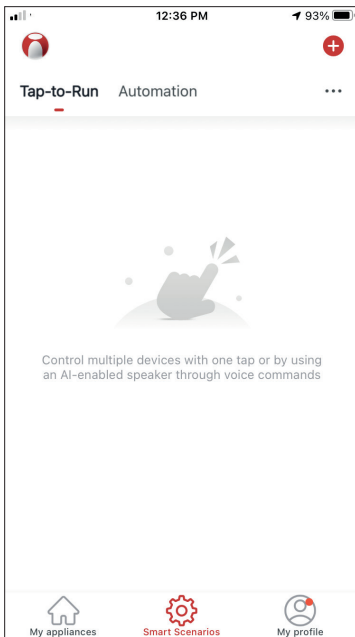 12:36 PM
93%
Tap-to-Run Automation
Control multiple devices with one tap or by using
an AI-enabled speaker through voice commands
My appliances Smart Scenarios My profile